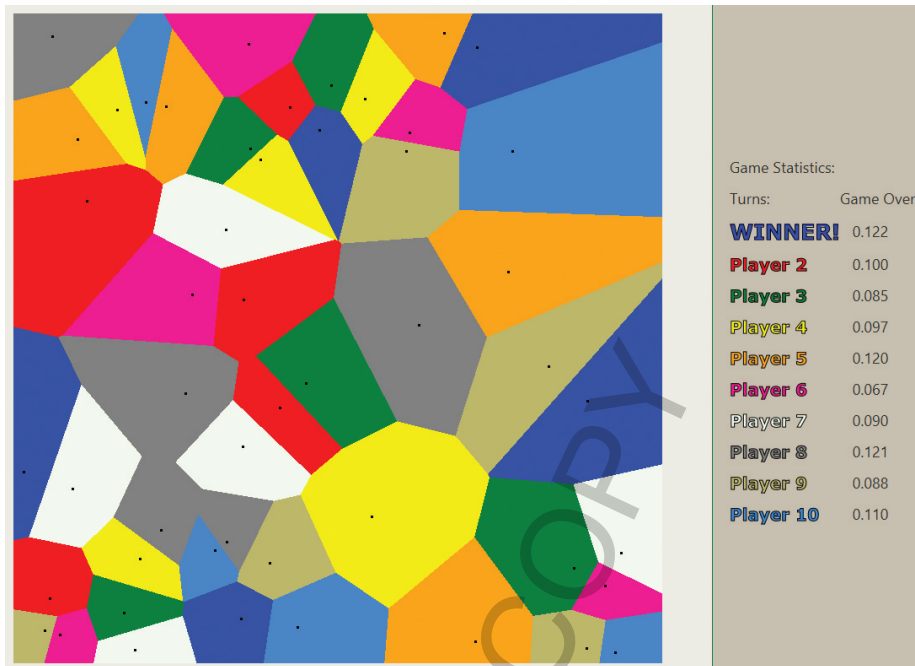 Game Statistics:
Turns: Game Over
WINNER! 0.122
Player 2 0.100
Player 3 0.085
Player 4 0.097
Player 5 0.120
Player 6 0.067
Player 7 0.090
Player 8 0.121
Player 9 0.088
Player 10 0.110
COPY